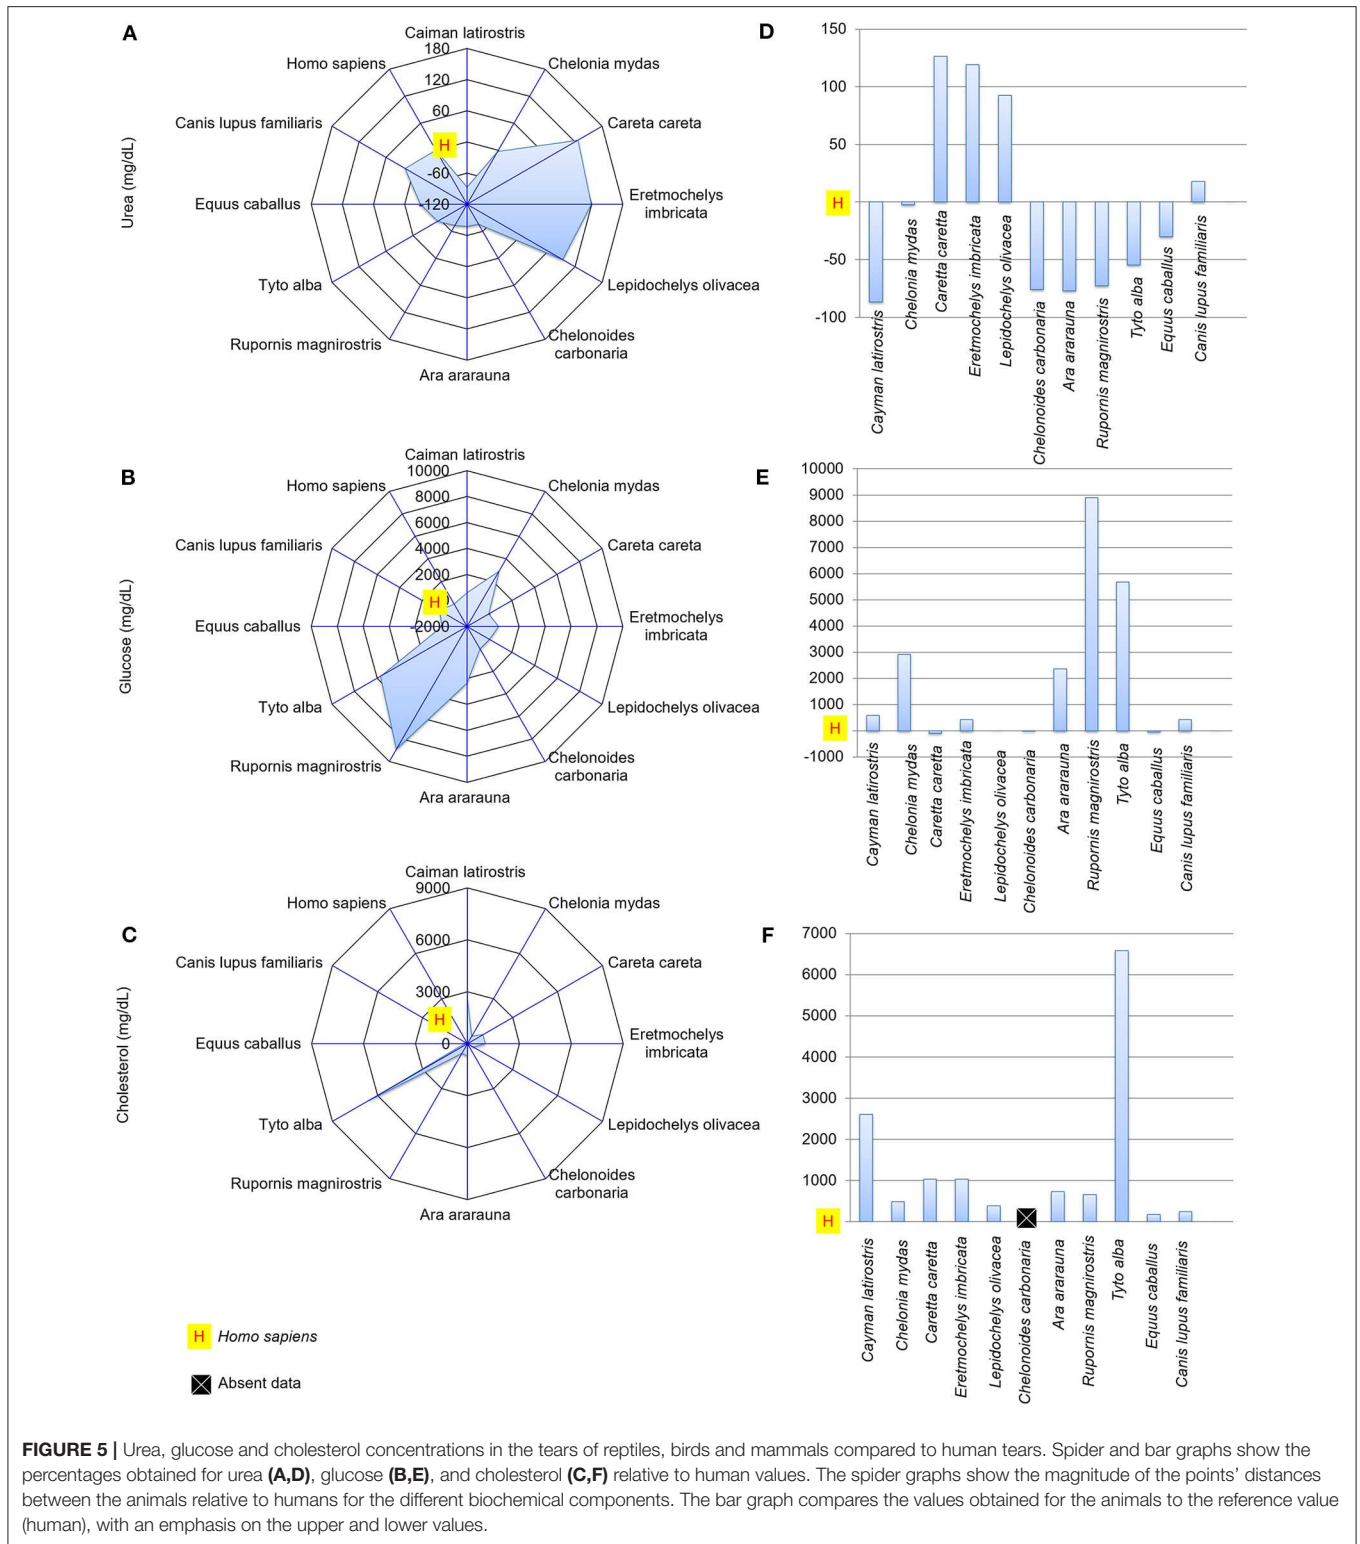 A
Urea (mg/dL)
Caiman latirostris
Chelonia mydas
Careta careta
Eretmochelys
imbricata
Lepidochelys olivacea
Chelonoides
carbonaria
Ara ararauna
Rupornis magnirostris
Tyto alba
Equus caballus
Canis lupus familiaris
Homo sapiens
180
120
60
H
-60
-120
D
150
100
50
H
-50
-100
Cayman latirostris
Chelonia mydas
Caretta caretta
Eretmochelys imbricata
Lepidochelys olivacea
Chelonoides carbonaria
Ara ararauna
Rupornis magnirostris
Tyto alba
Equus caballus
Canis lupus familiaris
B
Glucose (mg/dL)
Caiman latirostris
Chelonia mydas
Careta careta
Eretmochelys
imbricata
Lepidochelys olivacea
Chelonoides
carbonaria
Ara ararauna
Rupornis magnirostris
Tyto alba
Equus caballus
Canis lupus familiaris
Homo sapiens
10000
8000
6000
4000
2000
H
-2000
E
10000
9000
8000
7000
6000
5000
4000
3000
2000
1000
H
-1000
Cayman latirostris
Chelonia mydas
Caretta caretta
Eretmochelys imbricata
Lepidochelys olivacea
Chelonoides carbonaria
Ara ararauna
Rupornis magnirostris
Tyto alba
Equus caballus
Canis lupus familiaris
C
Cholesterol (mg/dL)
Caiman latirostris
Chelonia mydas
Careta careta
Eretmochelys
imbricata
Lepidochelys olivacea
Chelonoides
carbonaria
Ara ararauna
Rupornis magnirostris
Tyto alba
Equus caballus
Canis lupus familiaris
Homo sapiens
9000
6000
3000
H
0
F
7000
6000
5000
4000
3000
2000
1000
H
Cayman latirostris
Chelonia mydas
Caretta caretta
Eretmochelys imbricata
Lepidochelys olivacea
Chelonoides carbonaria
Ara ararauna
Rupornis magnirostris
Tyto alba
Equus caballus
Canis lupus familiaris
H Homo sapiens
Absent data
FIGURE 5 | Urea, glucose and cholesterol concentrations in the tears of reptiles, birds and mammals compared to human tears. Spider and bar graphs show the
percentages obtained for urea (A,D), glucose (B,E), and cholesterol (C,F) relative to human values. The spider graphs show the magnitude of the points' distances
between the animals relative to humans for the different biochemical components. The bar graph compares the values obtained for the animals to the reference value
(human), with an emphasis on the upper and lower values.